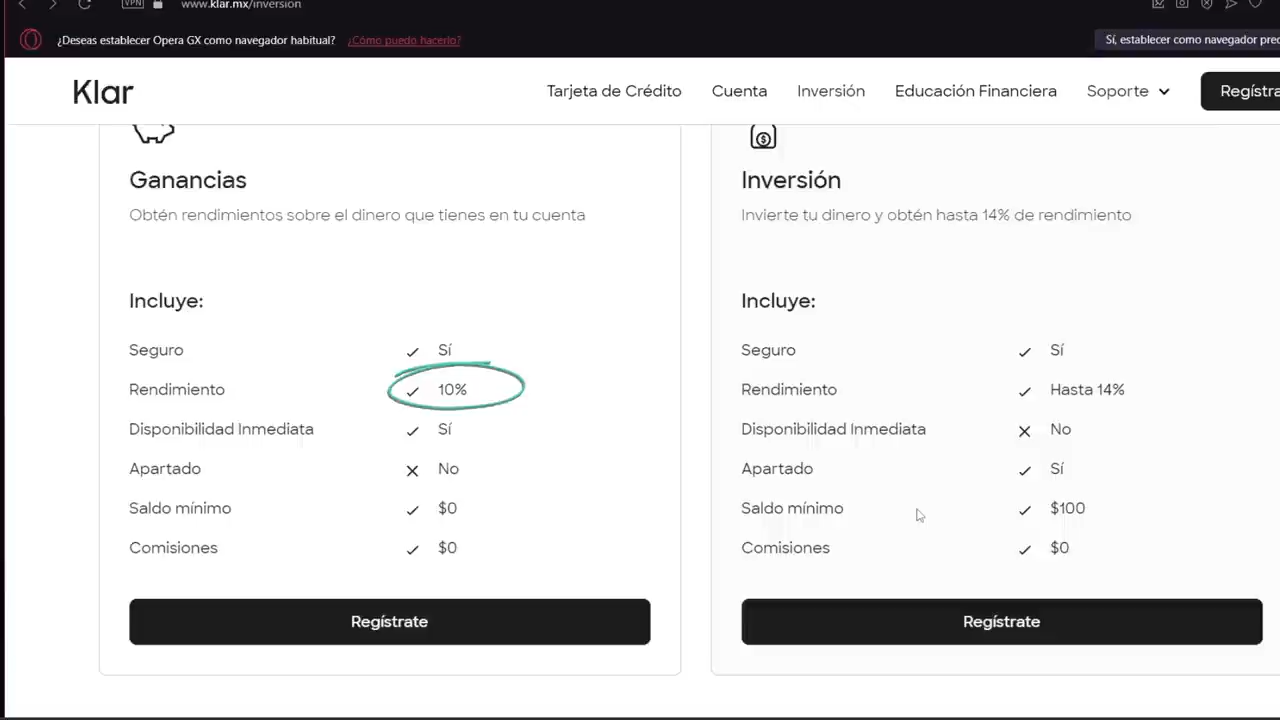 VPN
www.klar.mx/inversion
¿Deseas establecer Opera GX como navegador habitual? ¿Cómo puedo hacerlo?
Sí, establecer como navegador pred
Klar
Tarjeta de Crédito
Cuenta
Inversión
Educación Financiera
Soporte
Regístra
Ganancias
Obtén rendimientos sobre el dinero que tienes en tu cuenta
Incluye:
Seguro Sí
Rendimiento 10%
Disponibilidad Inmediata Sí
Apartado No
Saldo mínimo $0
Comisiones $0
Regístrate
Inversión
Invierte tu dinero y obtén hasta 14% de rendimiento
Incluye:
Seguro Sí
Rendimiento Hasta 14%
Disponibilidad Inmediata No
Apartado Sí
Saldo mínimo $100
Comisiones $0
Regístrate